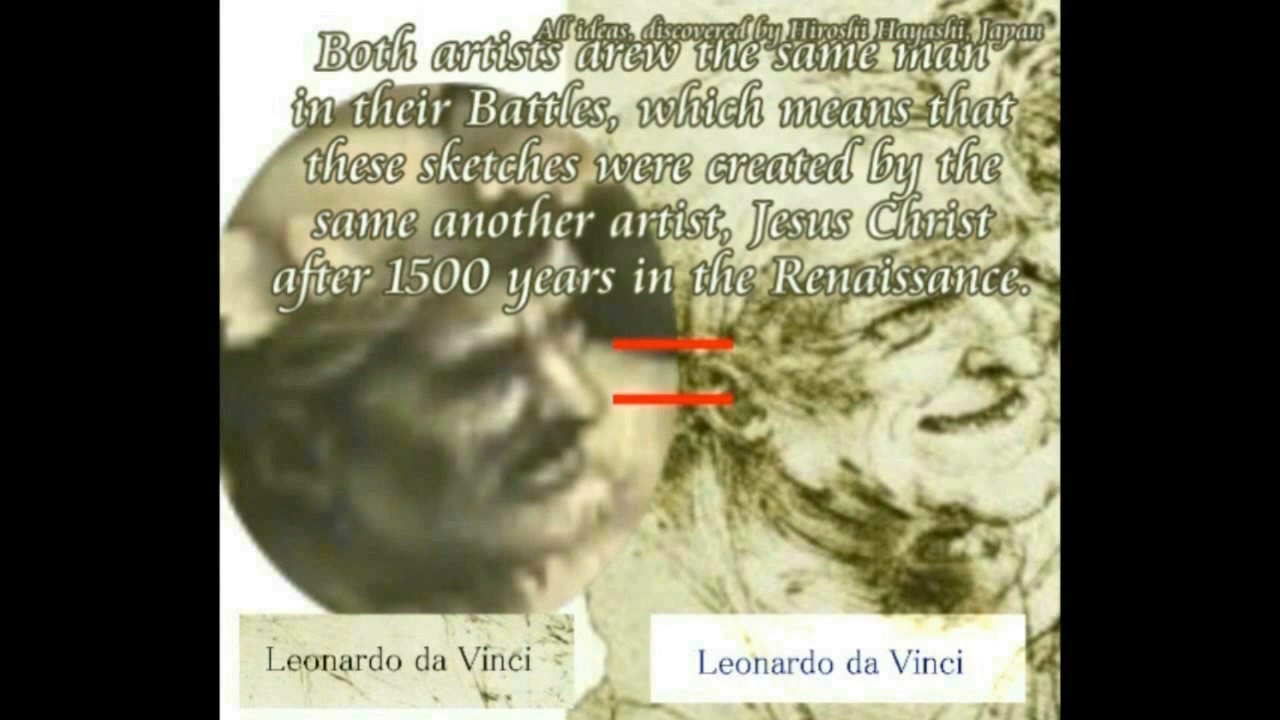 All ideas, discovered by Hiroshi Hayashi, Japan
Both artists drew the same man
in their Battles, which means that
these sketches were created by the
same another artist, Jesus Christ
after 1500 years in the Renaissance.
Leonardo da Vinci
Leonardo da Vinci